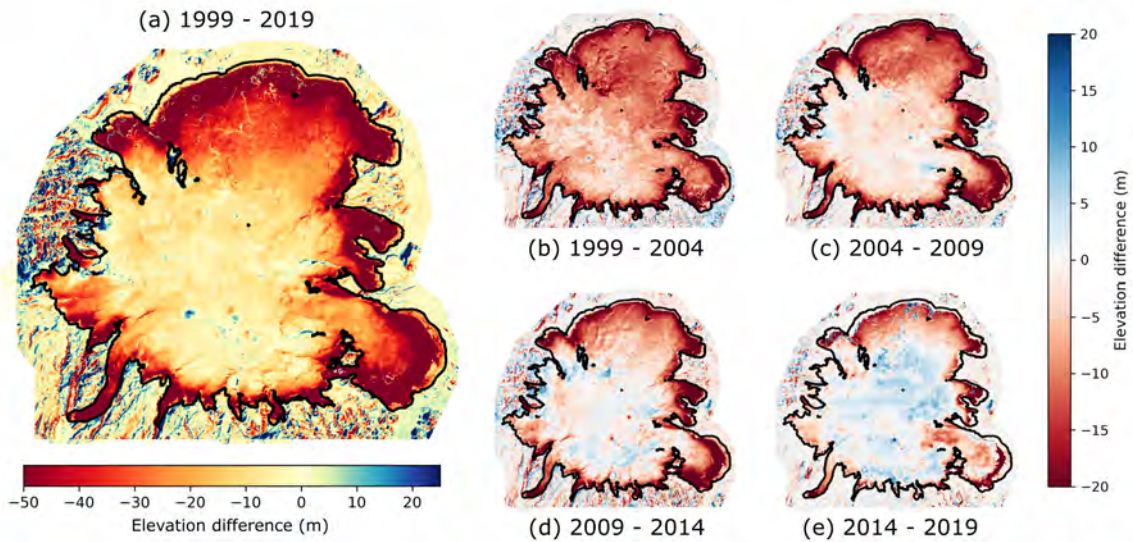 (a) 1999 - 2019
−50 −40 −30 −20 −10 0 10 20
Elevation difference (m)
(b) 1999 - 2004
(c) 2004 - 2009
(d) 2009 - 2014
(e) 2014 - 2019
20
15
10
5
0
−5
−10
−15
−20
Elevation difference (m)